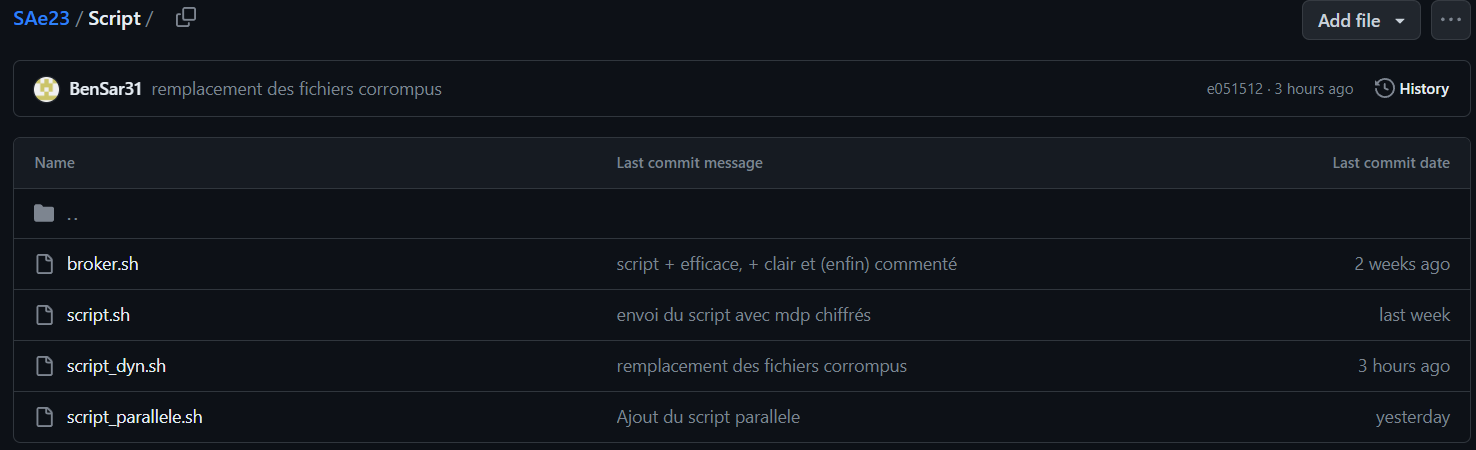 SAe23 / Script /
Add file
BenSar31 remplacement des fichiers corrompus
e051512 · 3 hours ago
History
Name Last commit message Last commit date
..
broker.sh script + efficace, + clair et (enfin) commenté 2 weeks ago
script.sh envoi du script avec mdp chiffrés last week
script_dyn.sh remplacement des fichiers corrompus 3 hours ago
script_parallele.sh Ajout du script parallele yesterday